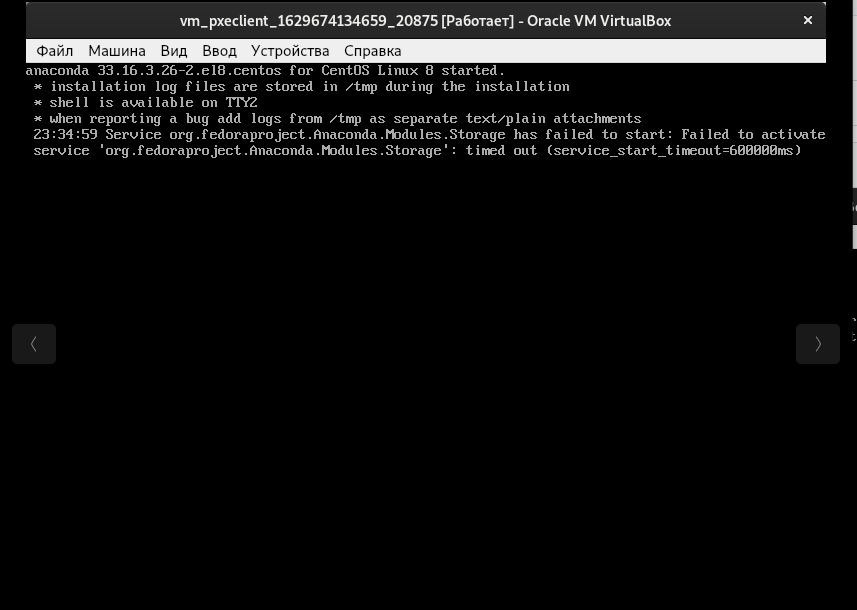 vm_pxeclient_1629674134659_20875 [Работает] - Oracle VM VirtualBox
Файл Машина Вид Ввод Устройства Справка
anaconda 33.16.3.26-2.el8.centos for CentOS Linux 8 started.
* installation log files are stored in /tmp during the installation
* shell is available on TTY2
* when reporting a bug add logs from /tmp as separate text/plain attachments
23:34:59 Service org.fedoraproject.Anaconda.Modules.Storage has failed to start: Failed to activate
service 'org.fedoraproject.Anaconda.Modules.Storage': timed out (service_start_timeout=600000ms)